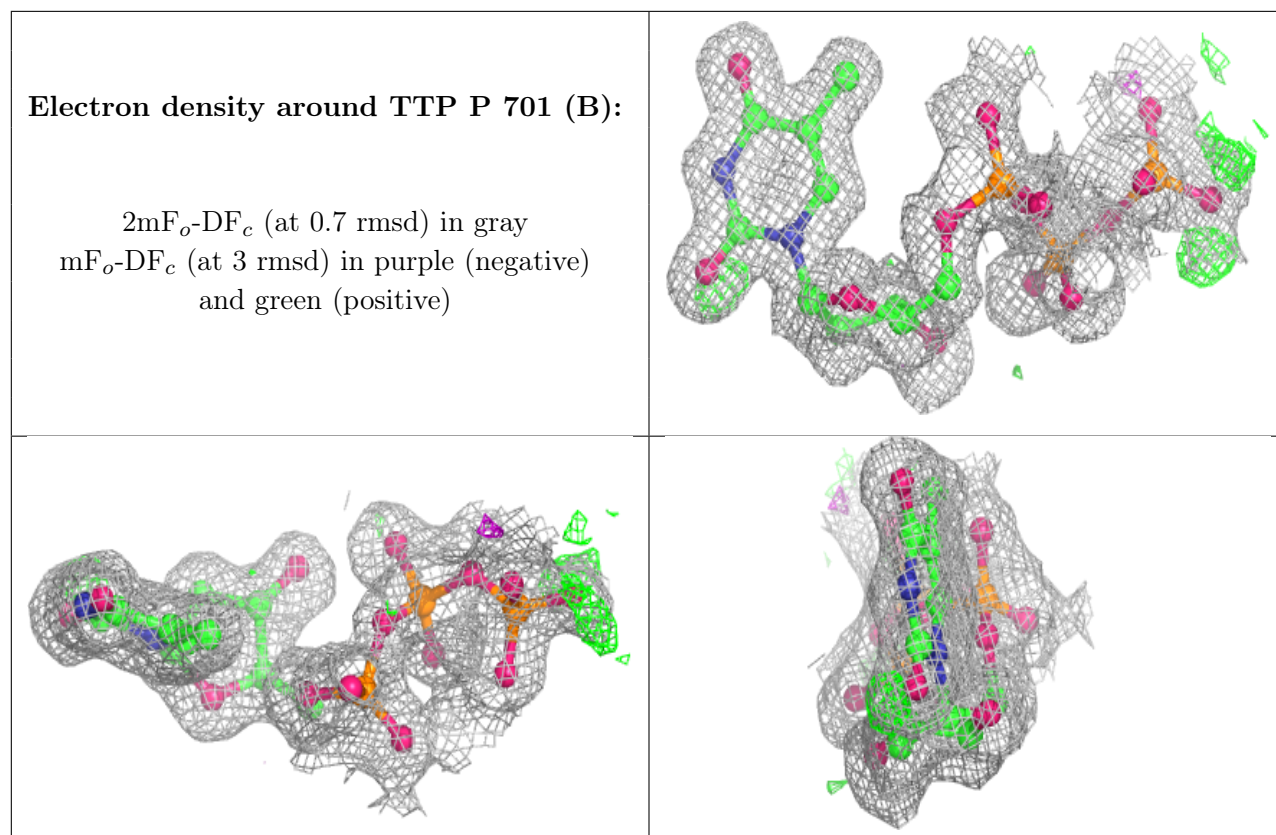 Electron density around TTP P 701 (B):
2mFₒ-DF𝒸 (at 0.7 rmsd) in gray
mFₒ-DF𝒸 (at 3 rmsd) in purple (negative)
and green (positive)